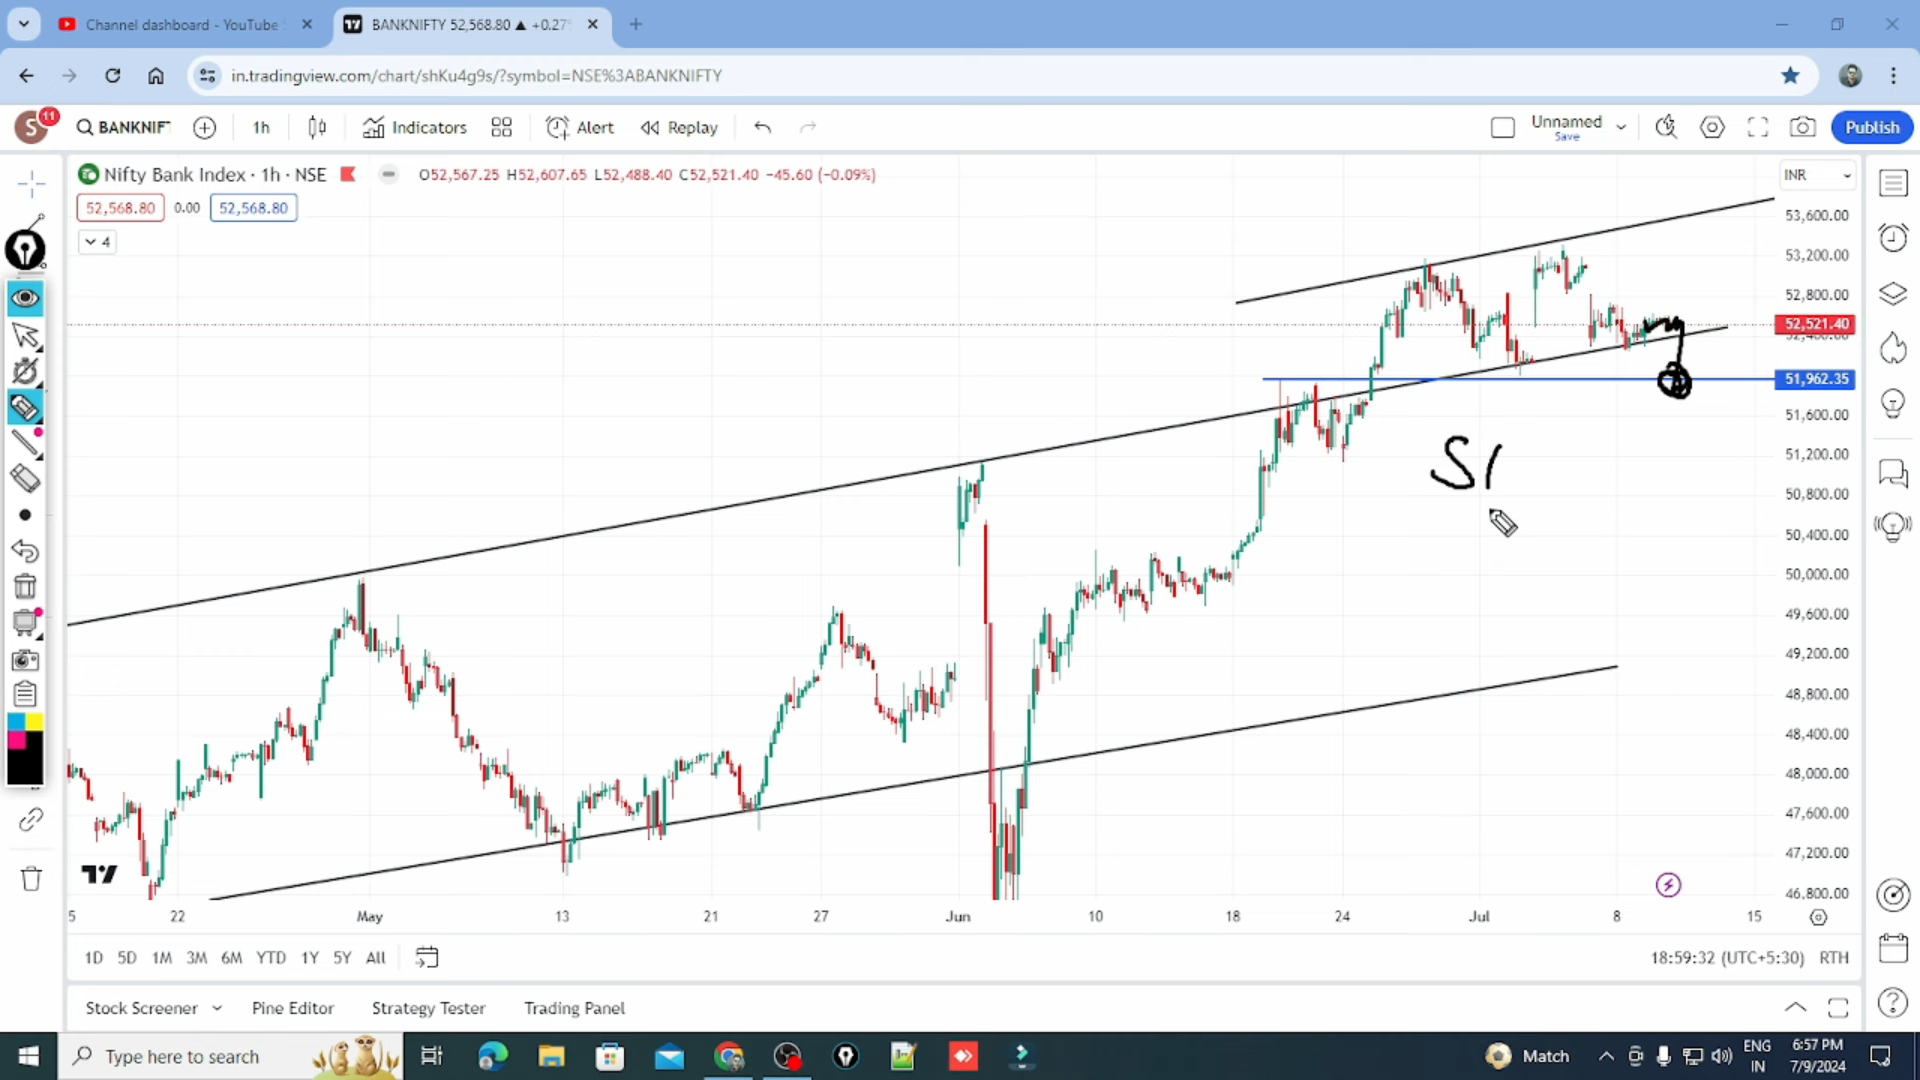 Channel dashboard - YouTube
BANKNIFTY 52,568.80 ▲ +0.27
in.tradingview.com/chart/shKu4g9s/?symbol=NSE%3ABANKNIFTY
S 11 BANKNIF 1h Indicators Alert Replay Unnamed Save Publish
Nifty Bank Index · 1h · NSE O52,567.25 H52,607.65 L52,488.40 C52,521.40 −45.60 (−0.09%) INR
52,568.80 0.00 52,568.80
4
53,600.00
53,200.00
52,800.00
52,521.40
52,400.00
51,962.35
51,600.00
51,200.00
50,800.00
50,400.00
50,000.00
49,600.00
49,200.00
48,800.00
48,400.00
48,000.00
47,600.00
47,200.00
46,800.00
5 22 May 13 21 27 Jun 10 18 24 Jul 8 15
1D 5D 1M 3M 6M YTD 1Y 5Y All 18:59:32 (UTC+5:30) RTH
Stock Screener Pine Editor Strategy Tester Trading Panel
Type here to search Match ENG IN 6:57 PM 7/9/2024